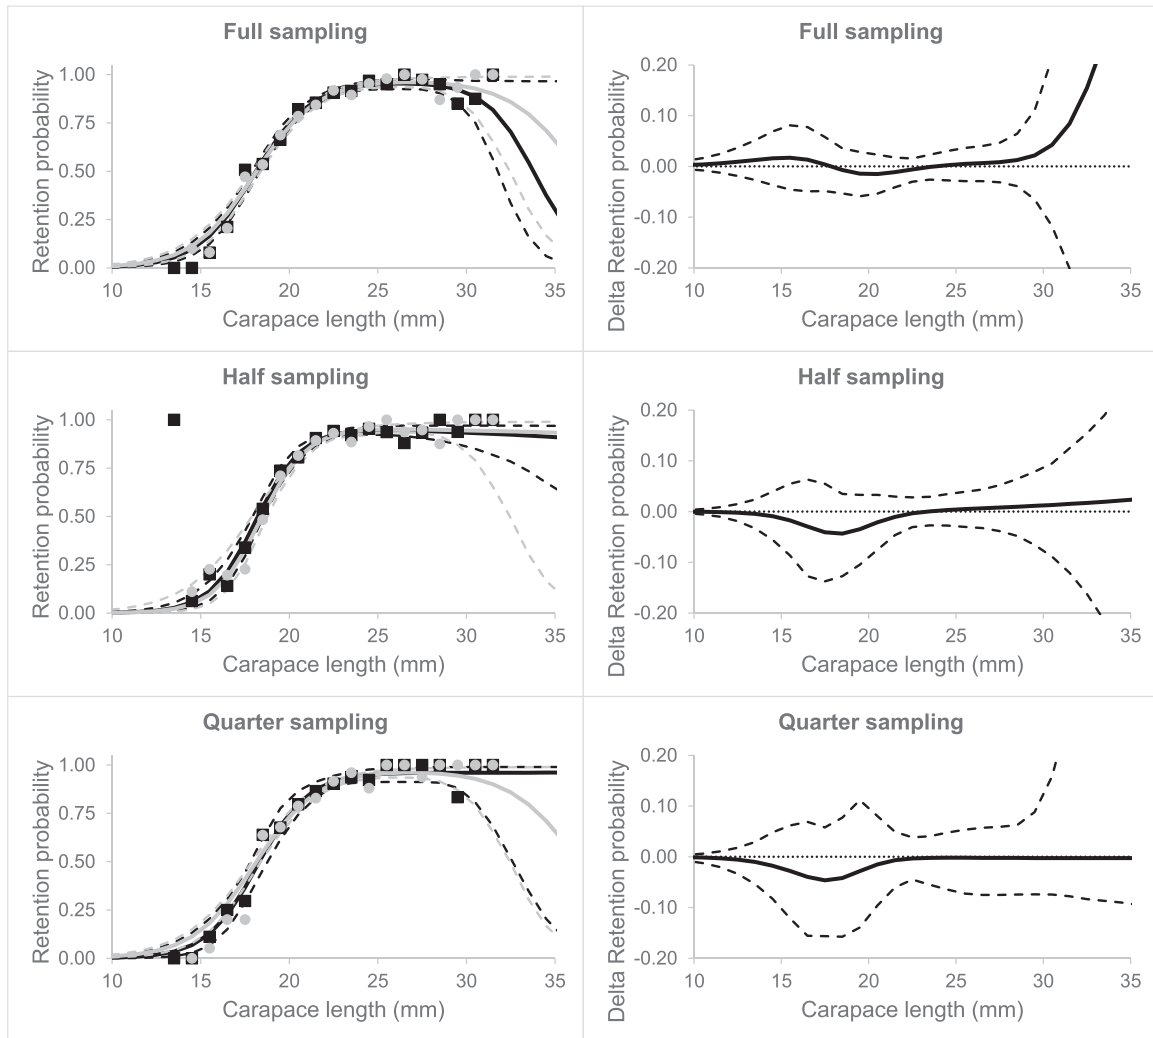 Full sampling
Retention probability
1.00
0.75
0.50
0.25
0.00
10 15 20 25 30 35
Carapace length (mm)
Full sampling
Delta Retention probability
0.20
0.10
0.00
-0.10
-0.20
10 15 20 25 30 35
Carapace length (mm)
Half sampling
Retention probability
1.00
0.75
0.50
0.25
0.00
10 15 20 25 30 35
Carapace length (mm)
Half sampling
Delta Retention probability
0.20
0.10
0.00
-0.10
-0.20
10 15 20 25 30 35
Carapace length (mm)
Quarter sampling
Retention probability
1.00
0.75
0.50
0.25
0.00
10 15 20 25 30 35
Carapace length (mm)
Quarter sampling
Delta Retention probability
0.20
0.10
0.00
-0.10
-0.20
10 15 20 25 30 35
Carapace length (mm)